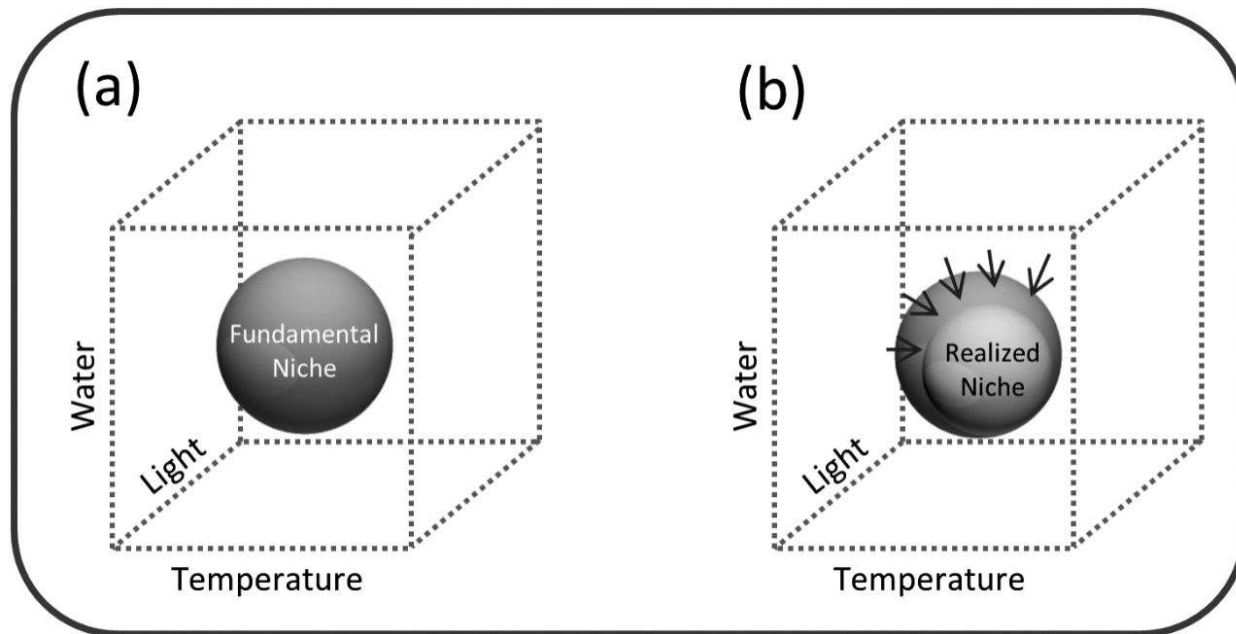 (a)
Fundamental
Niche
Water
Light
Temperature
(b)
Realized
Niche
Water
Light
Temperature